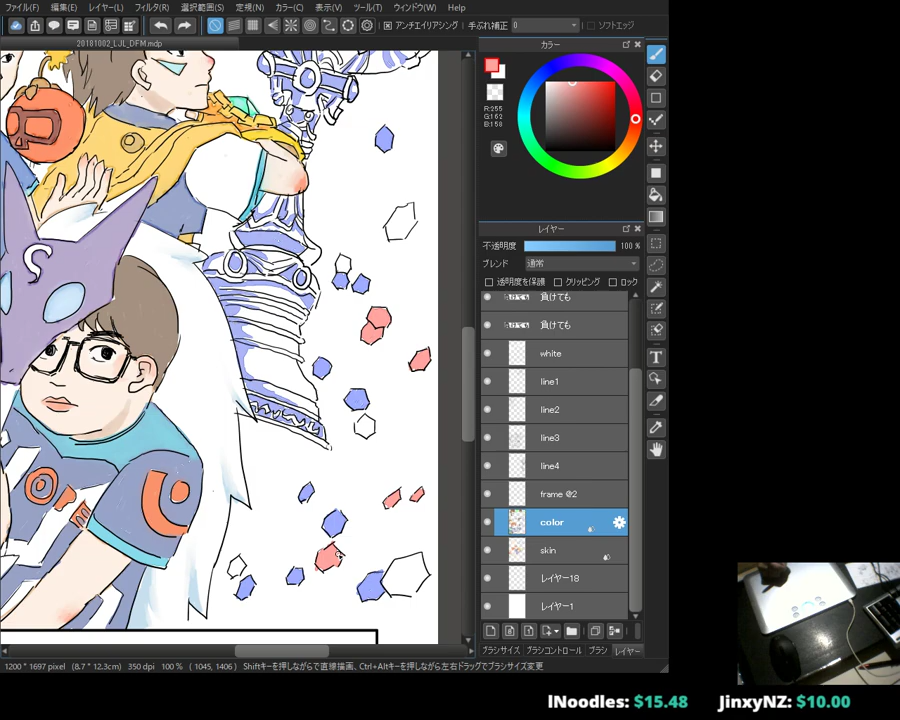 ファイル(F) 編集(E) レイヤー(L) フィルタ(R) 選択範囲(S) 定規(N) カラー(C) 表示(V) ツール(T) ウィンドウ(W) Help
アンチエイリアシング 手ぶれ補正 0 ソフトエッジ
20181002_LJL_DFM.mdp
カラー
R:255
G:162
B:158
レイヤー
不透明度 100 %
ブレンド 通常
透明度を保護 クリッピング ロック
負けても
負けても
white
line1
line2
line3
line4
frame @2
color
skin
レイヤー18
レイヤー1
ブラシサイズ ブラシコントロール ブラシ レイヤー
1200 * 1697 pixel (8.7 * 12.3cm) 350 dpi 100 % ( 1045, 1406 ) Shiftキーを押しながらで直線描画、Ctrl+Altキーを押しながら左右ドラッグでブラシサイズ変更
lNoodles: $15.48 JinxyNZ: $10.00